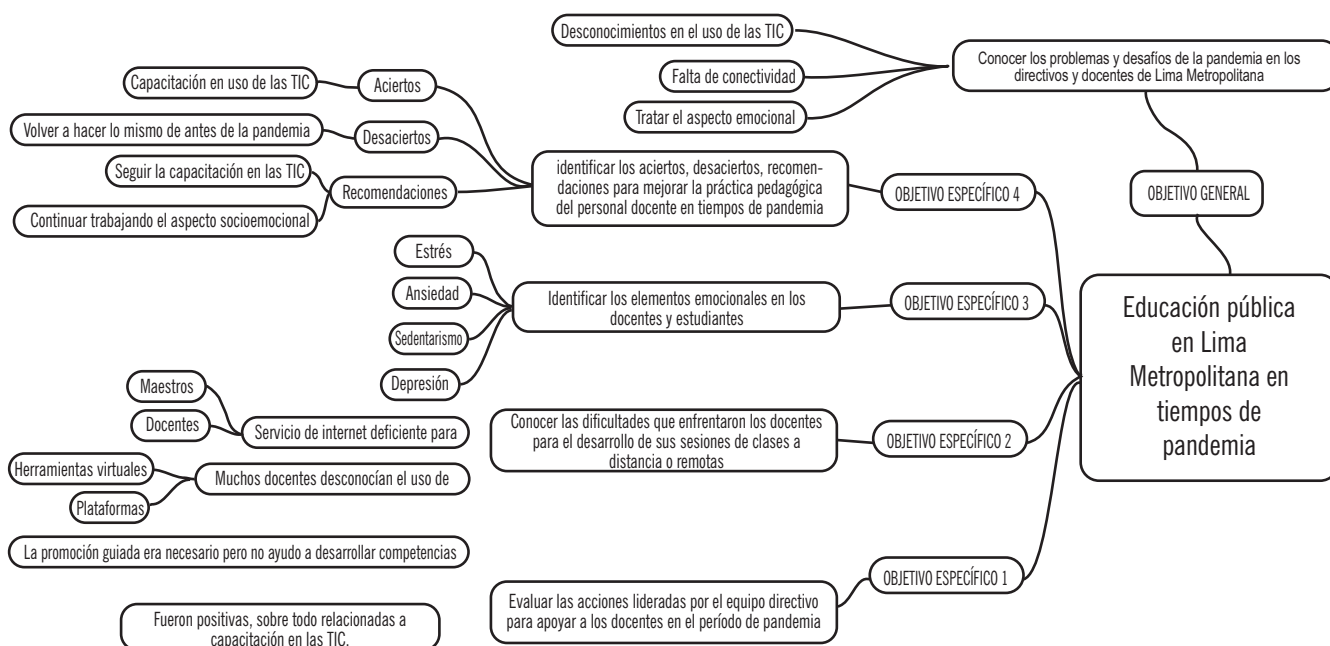 Desconocimientos en el uso de las TIC
Falta de conectividad
Tratar el aspecto emocional
Conocer los problemas y desafíos de la pandemia en los
directivos y docentes de Lima Metropolitana
OBJETIVO GENERAL
Educación pública
en Lima
Metropolitana en
tiempos de
pandemia
Capacitación en uso de las TIC
Aciertos
Volver a hacer lo mismo de antes de la pandemia
Desaciertos
Seguir la capacitación en las TIC
Recomendaciones
Continuar trabajando el aspecto socioemocional
identificar los aciertos, desaciertos, recomen-
daciones para mejorar la práctica pedagógica
del personal docente en tiempos de pandemia
OBJETIVO ESPECÍFICO 4
Estrés
Ansiedad
Sedentarismo
Depresión
Identificar los elementos emocionales en los
docentes y estudiantes
OBJETIVO ESPECÍFICO 3
Maestros
Docentes
Servicio de internet deficiente para
Herramientas virtuales
Plataformas
Muchos docentes desconocían el uso de
La promoción guiada era necesario pero no ayudo a desarrollar competencias
Conocer las dificultades que enfrentaron los docentes
para el desarrollo de sus sesiones de clases a
distancia o remotas
OBJETIVO ESPECÍFICO 2
Fueron positivas, sobre todo relacionadas a
capacitación en las TIC.
Evaluar las acciones lideradas por el equipo directivo
para apoyar a los docentes en el período de pandemia
OBJETIVO ESPECÍFICO 1